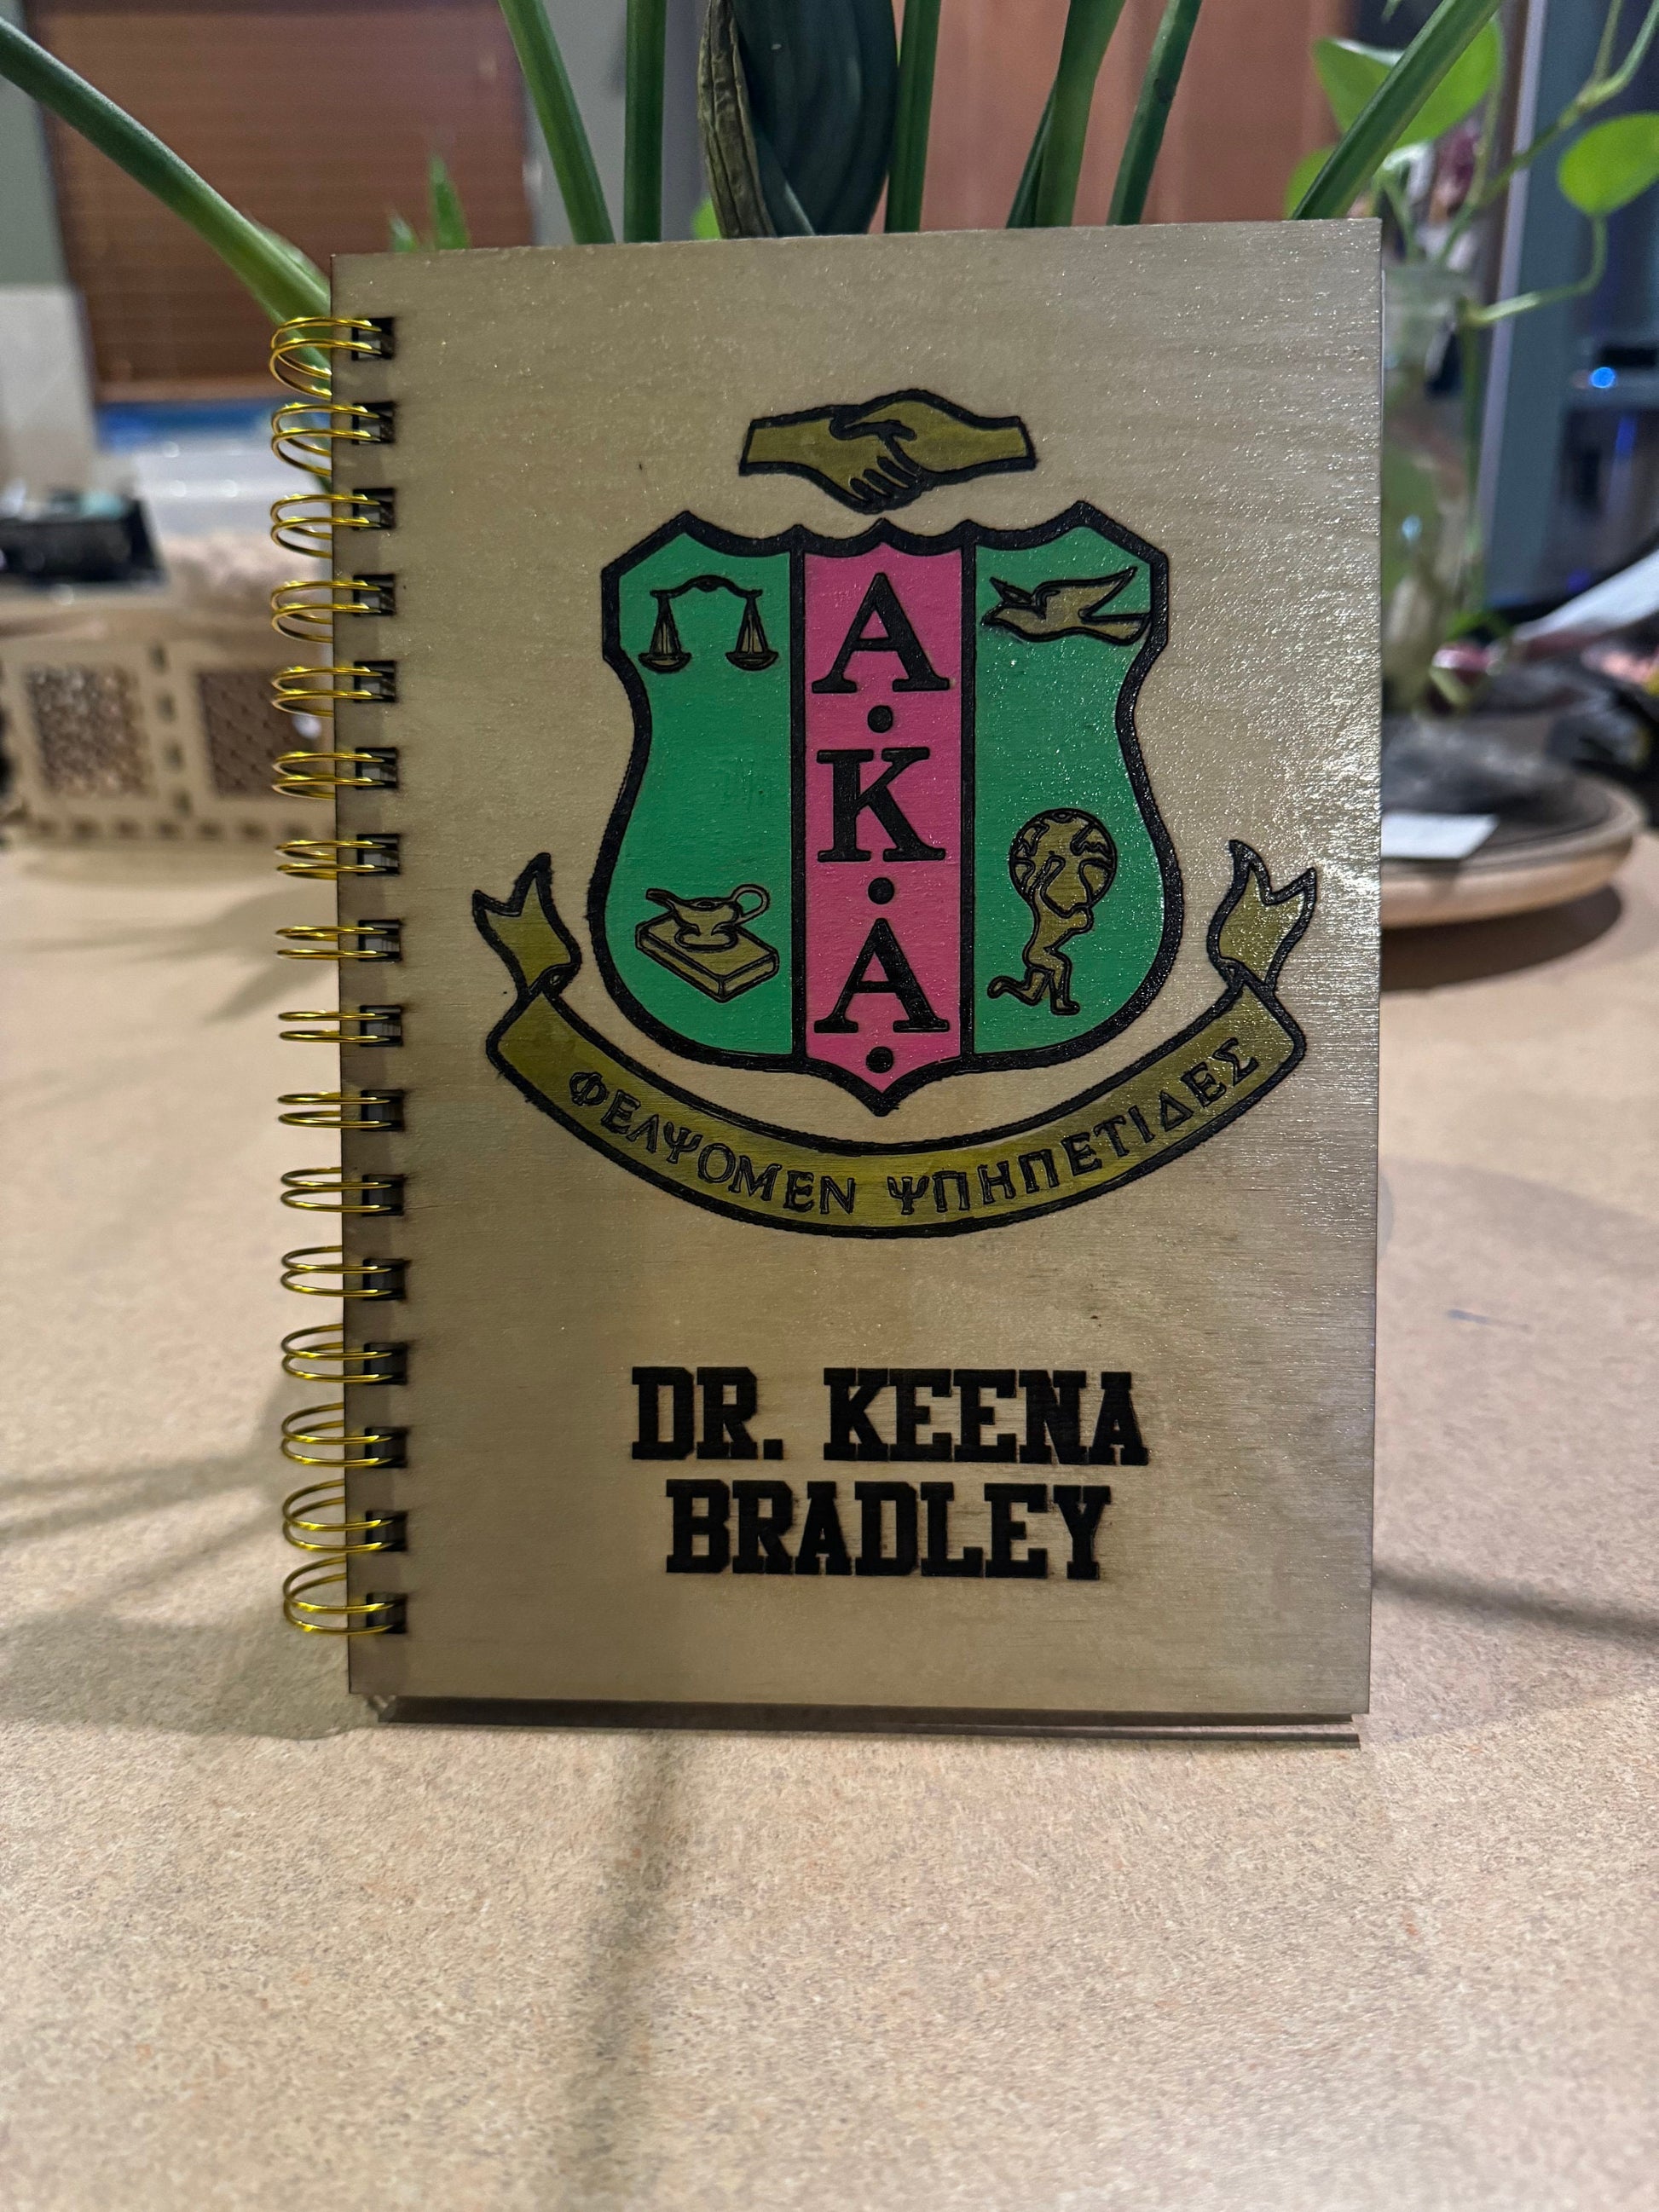 Α
Κ
Α
ΦΕΛΨΟΜΕΝ ΨΠΗΠΕΤΙΔΕΣ
DR. KEENA
BRADLEY